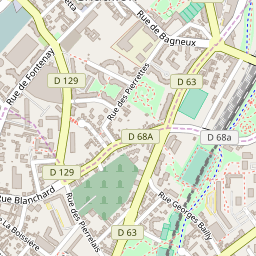 Rue de Bagneux
Rue de Fontenay
D 129
Rue des Pierrettes
D 63
D 68A
D 68a
D 129
Rue Blanchard
Rue des Pierrelais
Rue Georges Bailly
D 63
La Boissière